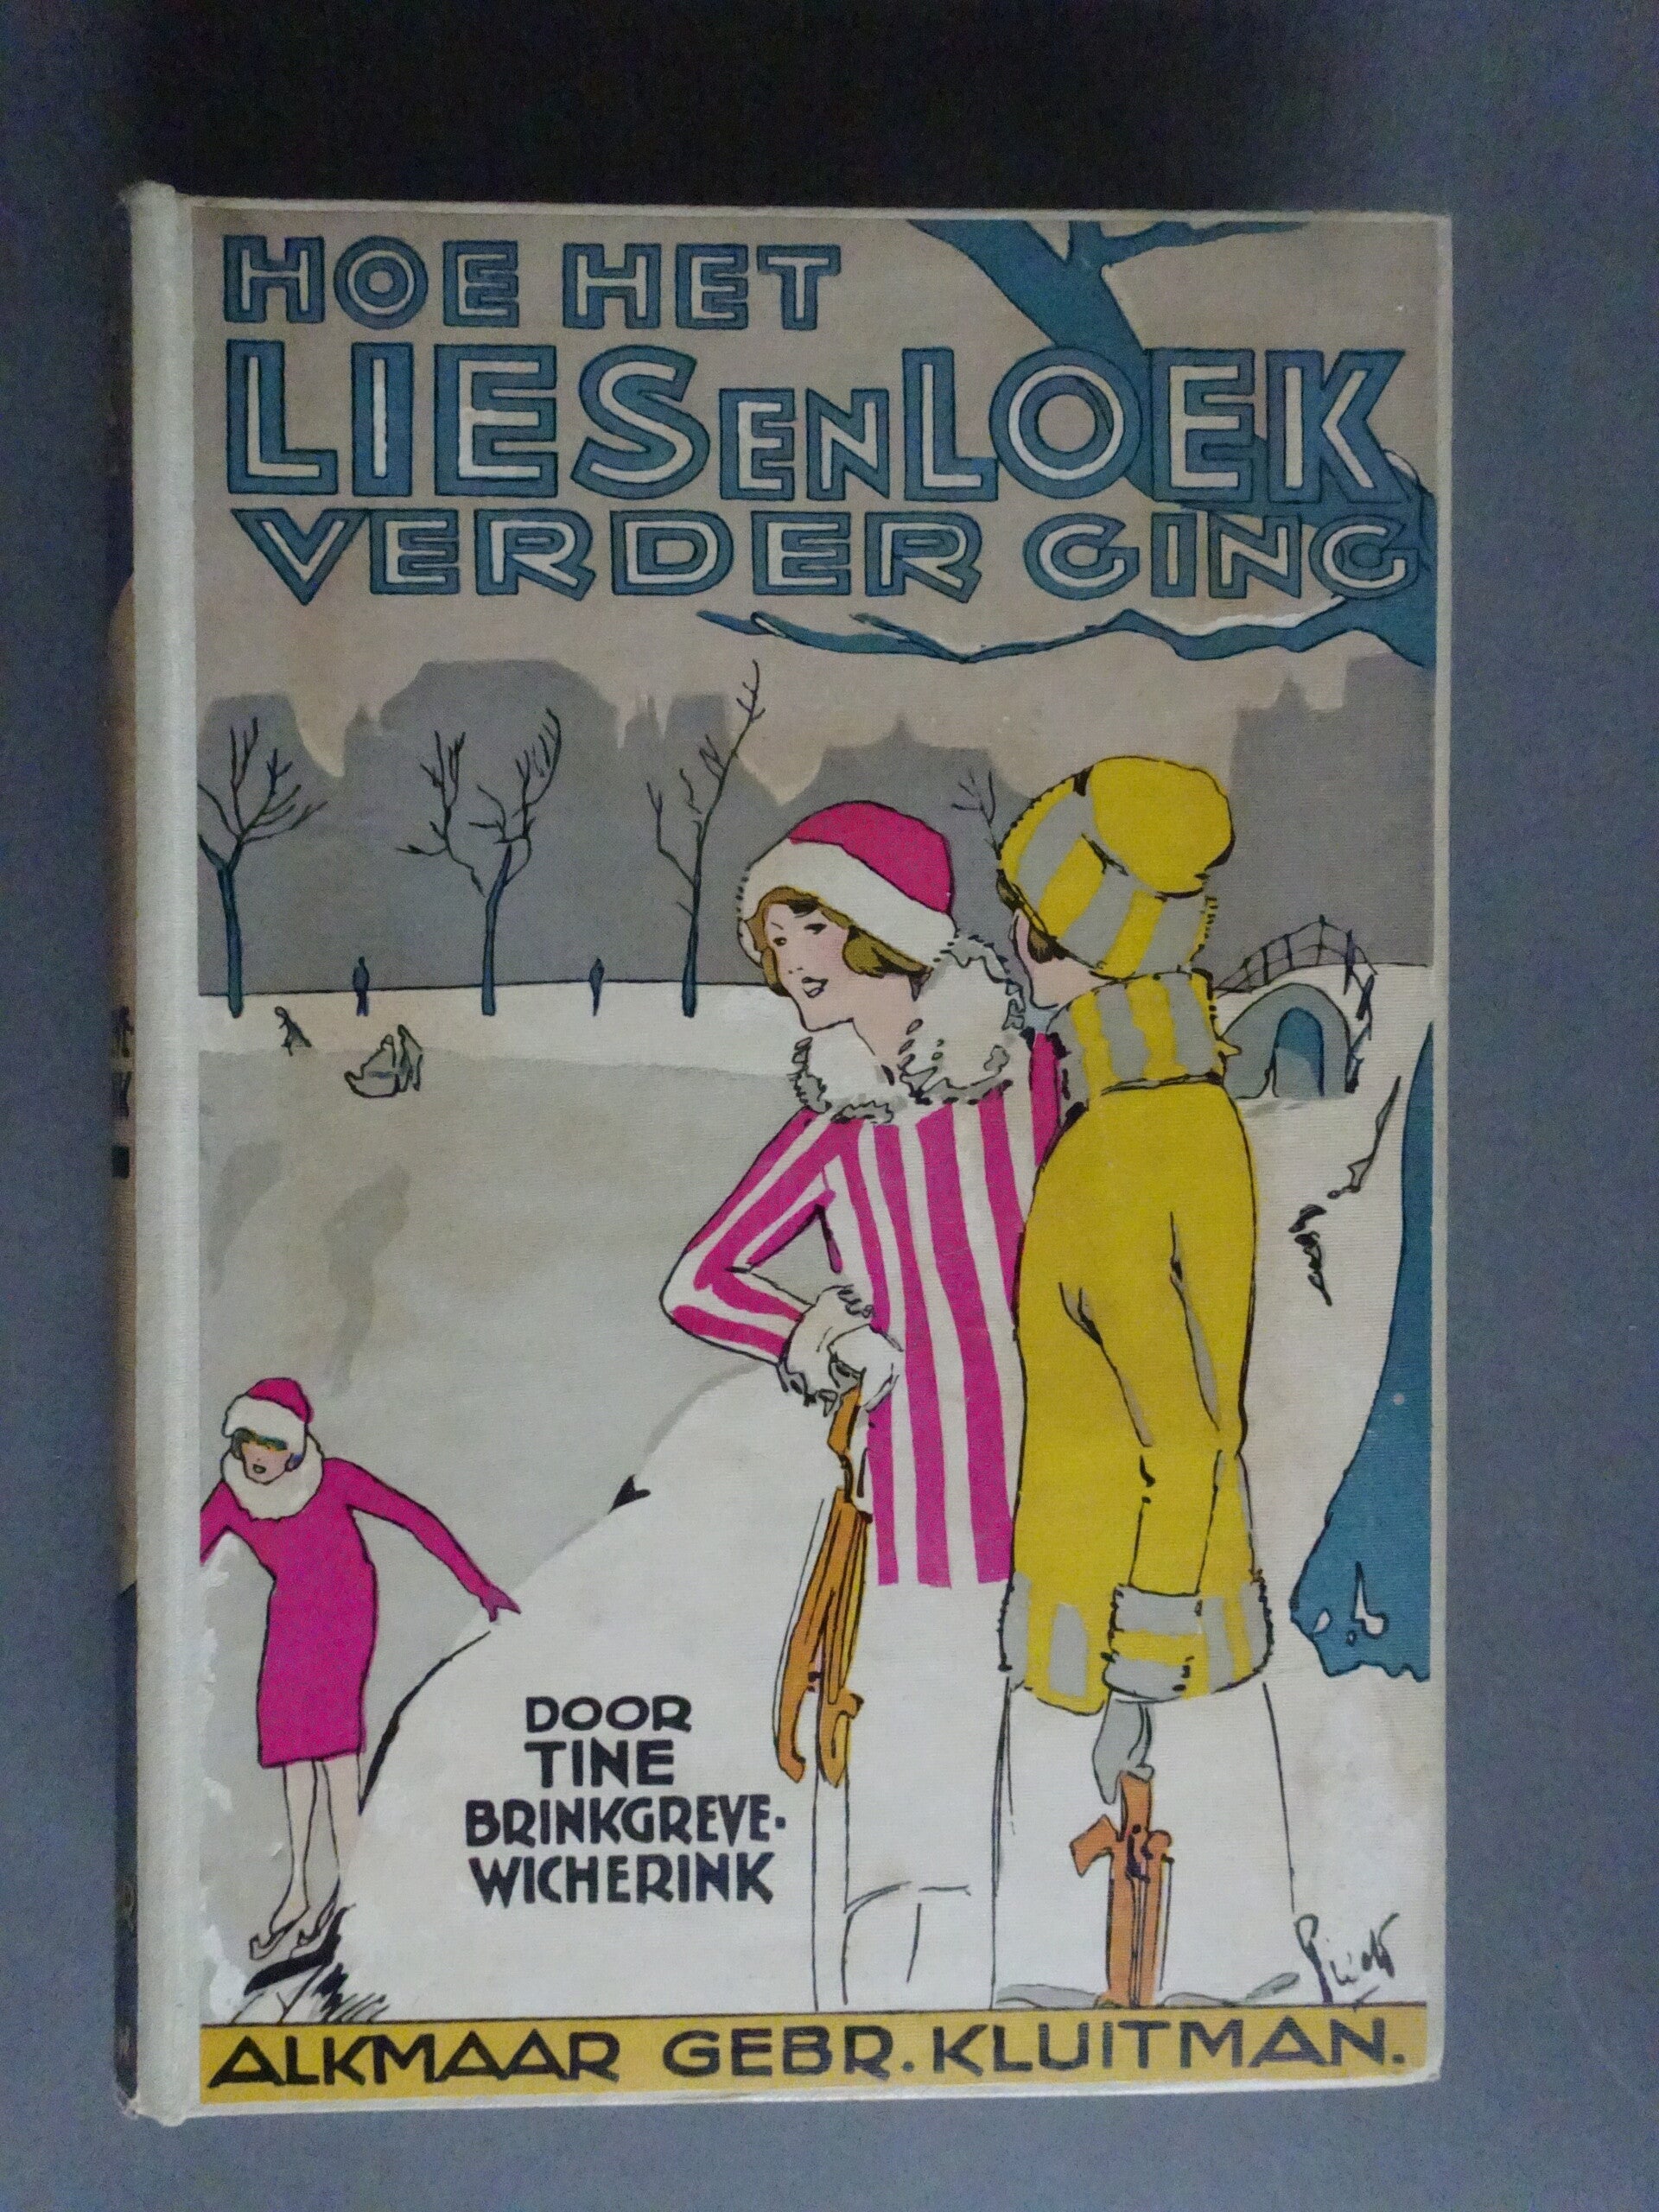 HOE HET
LIES EN LOEK
VERDER GING
DOOR
TINE
BRINKGREVE-
WICHERINK
ALKMAAR GEBR. KLUITMAN.